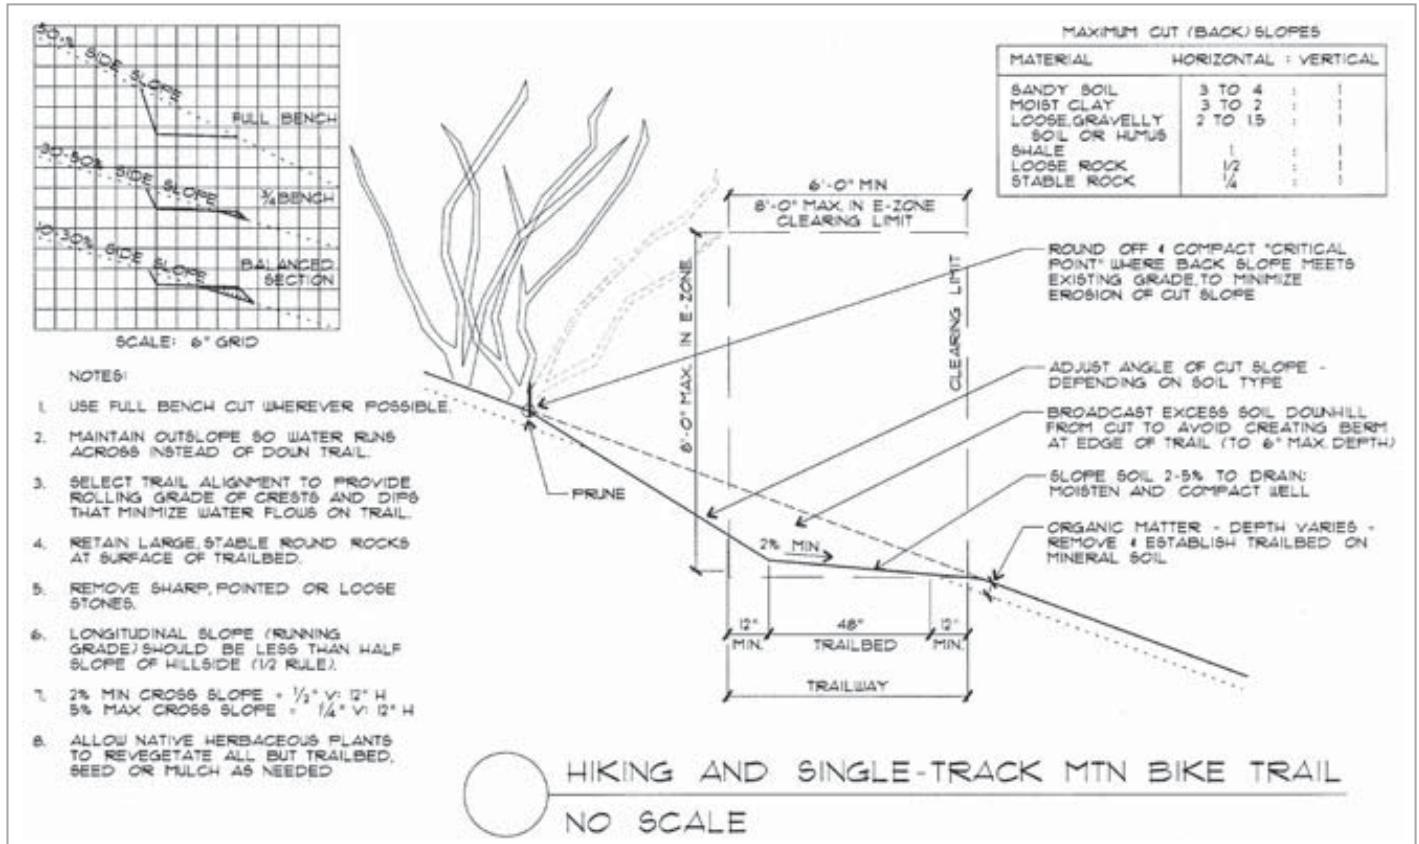 50+% SIDE SLOPE
FULL BENCH
30-50% SIDE SLOPE
3/4 BENCH
10-30% SIDE SLOPE
BALANCED
SECTION
SCALE: 6" GRID
NOTES:
1. USE FULL BENCH CUT WHEREVER POSSIBLE.
2. MAINTAIN OUTSLOPE SO WATER RUNS
ACROSS INSTEAD OF DOWN TRAIL.
3. SELECT TRAIL ALIGNMENT TO PROVIDE
ROLLING GRADE OF CRESTS AND DIPS
THAT MINIMIZE WATER FLOWS ON TRAIL.
4. RETAIN LARGE, STABLE ROUND ROCKS
AT SURFACE OF TRAILBED.
5. REMOVE SHARP, POINTED OR LOOSE
STONES.
6. LONGITUDINAL SLOPE (RUNNING
GRADE) SHOULD BE LESS THAN HALF
SLOPE OF HILLSIDE (1/2 RULE).
7. 2% MIN CROSS SLOPE = 1/2" V: 12" H
5% MAX CROSS SLOPE = 1/4" V: 12" H
8. ALLOW NATIVE HERBACEOUS PLANTS
TO REVEGETATE ALL BUT TRAILBED,
SEED OR MULCH AS NEEDED
MAXIMUM CUT (BACK) SLOPES
MATERIAL HORIZONTAL : VERTICAL
SANDY SOIL 3 TO 4 : 1
MOIST CLAY 3 TO 2 : 1
LOOSE, GRAVELLY 2 TO 1.5 : 1
SOIL OR HUMUS
SHALE 1 : 1
LOOSE ROCK 1/2 : 1
STABLE ROCK 1/4 : 1
6'-0" MIN
8'-0" MAX. IN E-ZONE
CLEARING LIMIT
6'-0" MAX. IN E-ZONE
CLEARING LIMIT
ROUND OFF & COMPACT "CRITICAL
POINT" WHERE BACK SLOPE MEETS
EXISTING GRADE, TO MINIMIZE
EROSION OF CUT SLOPE
ADJUST ANGLE OF CUT SLOPE -
DEPENDING ON SOIL TYPE
BROADCAST EXCESS SOIL DOWNHILL
FROM CUT TO AVOID CREATING BERM
AT EDGE OF TRAIL (TO 6" MAX. DEPTH)
SLOPE SOIL 2-5% TO DRAIN;
MOISTEN AND COMPACT WELL
ORGANIC MATTER - DEPTH VARIES -
REMOVE & ESTABLISH TRAILBED ON
MINERAL SOIL
PRUNE
2% MIN
12" 48" 12"
MIN. TRAILBED MIN.
TRAILWAY
HIKING AND SINGLE-TRACK MTN BIKE TRAIL
NO SCALE